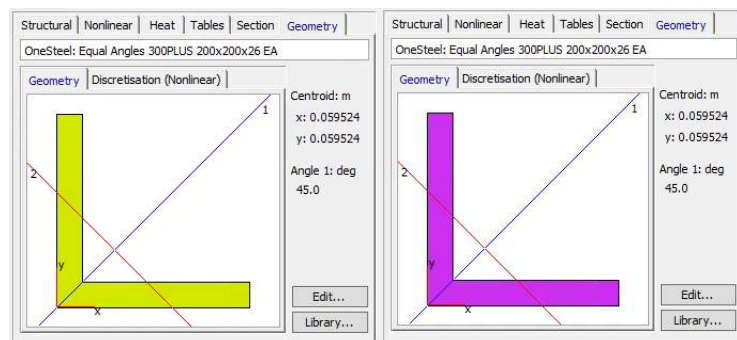 Structural | Nonlinear | Heat | Tables | Section | Geometry |
OneSteel: Equal Angles 300PLUS 200x200x26 EA
Geometry | Discretisation (Nonlinear) |
1
2
y
x
Centroid: m
x: 0.059524
y: 0.059524
Angle 1: deg
45.0
Edit...
Library...
Structural | Nonlinear | Heat | Tables | Section | Geometry |
OneSteel: Equal Angles 300PLUS 200x200x26 EA
Geometry | Discretisation (Nonlinear) |
1
2
y
x
Centroid: m
x: 0.059524
y: 0.059524
Angle 1: deg
45.0
Edit...
Library...